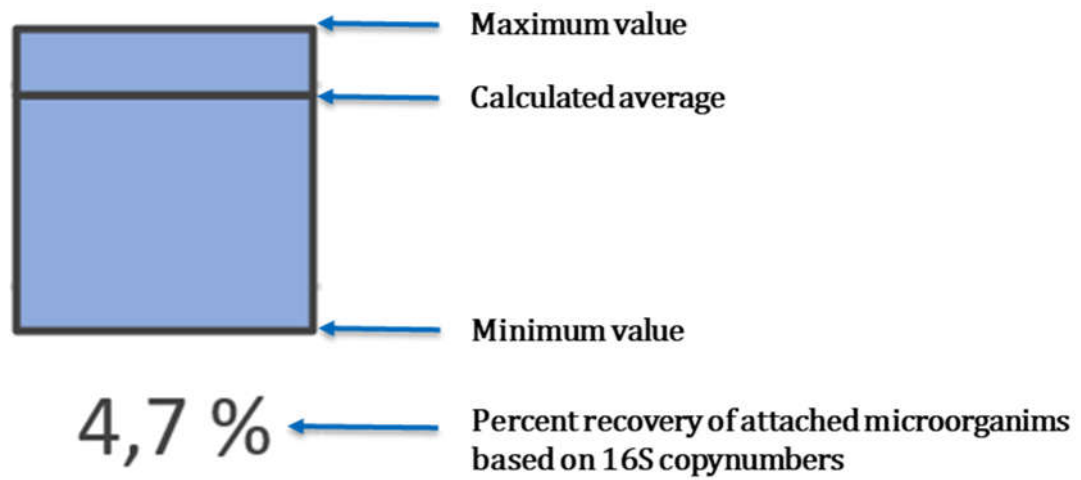 Maximum value
Calculated average
Minimum value
4,7 %
Percent recovery of attached microorganims
based on 16S copynumbers